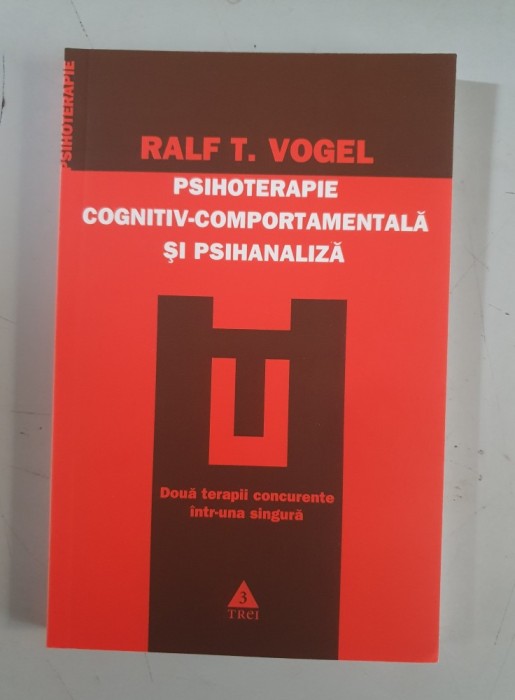 PSIHOTERAPIE
RALF T. VOGEL
PSIHOTERAPIE
COGNITIV-COMPORTAMENTALĂ
ŞI PSIHANALIZĂ
Două terapii concurente
într-una singură
3
TREI